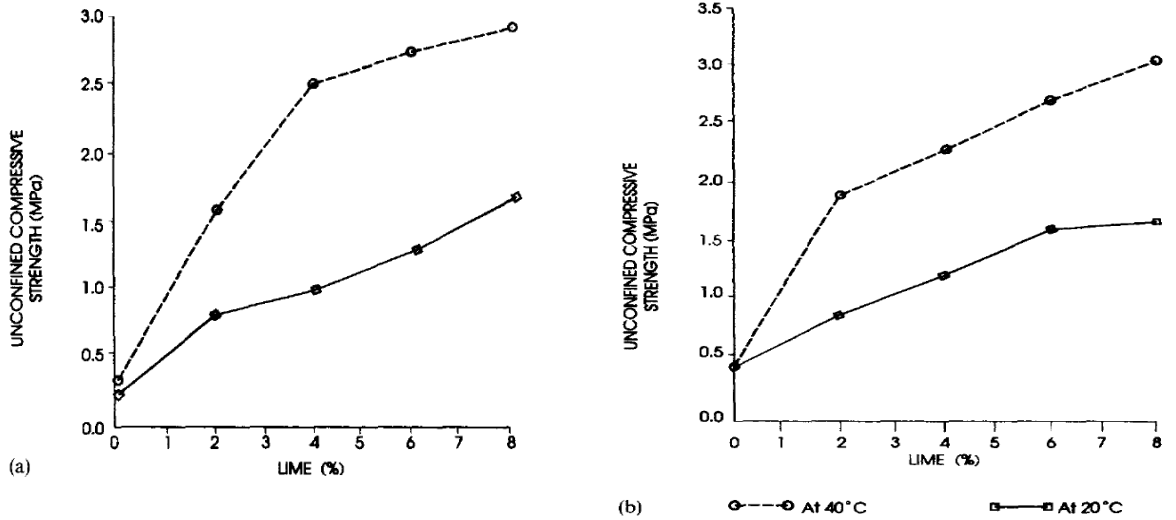 UNCONFINED COMPRESSIVE
STRENGTH (MPa)
3.0
2.5
2.0
1.5
1.0
0.5
0.0
0 1 2 3 4 5 6 7 8
LIME (%)
(a)
UNCONFINED COMPRESSIVE
STRENGTH (MPa)
3.5
3.0
2.5
2.0
1.5
1.0
0.5
0.0
0 1 2 3 4 5 6 7 8
LIME (%)
(b)
At 40°C
At 20°C